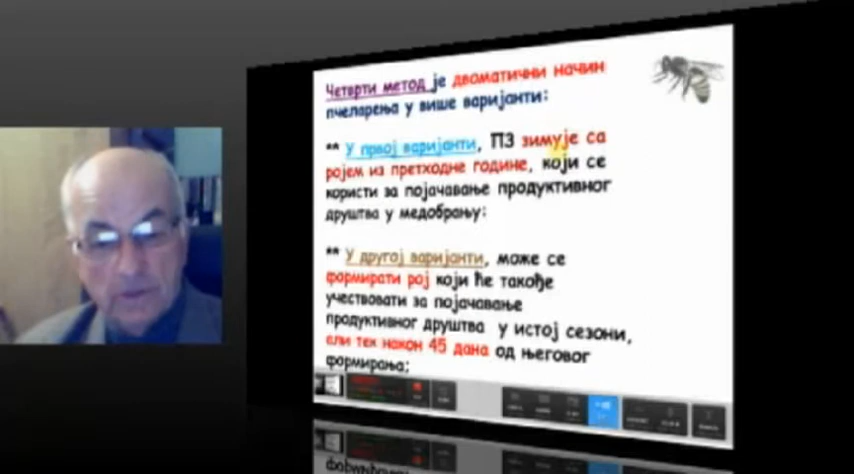 Четврти метод је двоматични начин
пчеларења у више варијанти:
** У првој варијанти, ПЗ зимује са
ројем из претходне године, који се
користи за појачавање продуктивног
друштва у медобрању:
** У другој варијанти, може се
формирати рој који ће такође
учествовати за појачавање
продуктивног друштва у истој сезони,
али тек након 45 дана од његовог
формирања;